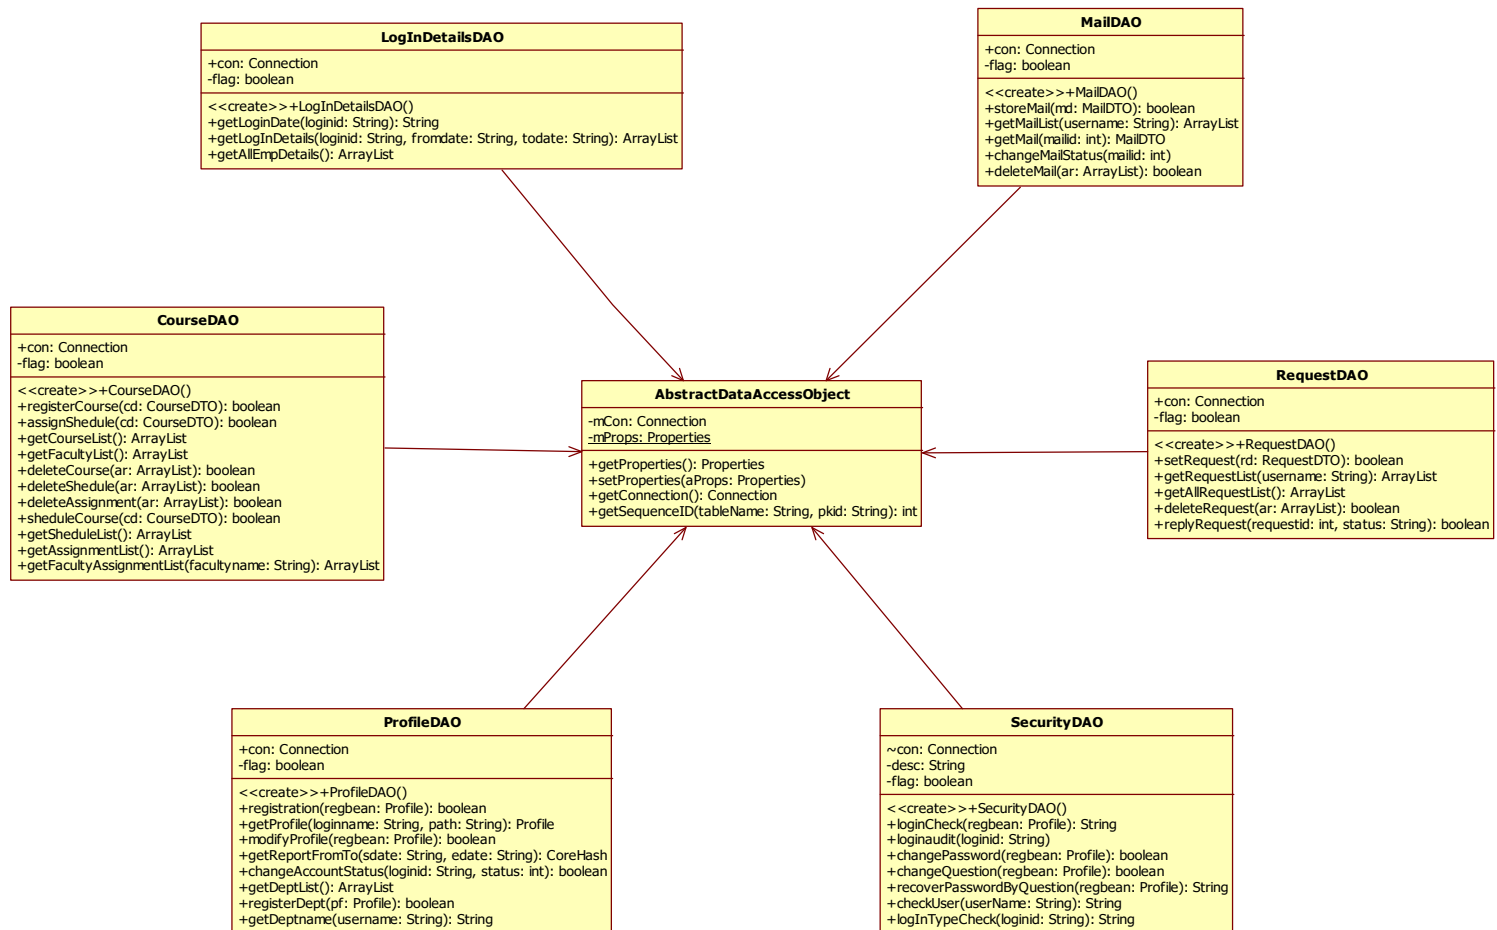 LogInDetailsDAO
+con: Connection
-flag: boolean
<<create>>+LogInDetailsDAO()
+getLoginDate(loginid: String): String
+getLogInDetails(loginid: String, fromdate: String, todate: String): ArrayList
+getAllEmpDetails(): ArrayList
MailDAO
+con: Connection
-flag: boolean
<<create>>+MailDAO()
+storeMail(md: MailDTO): boolean
+getMailList(username: String): ArrayList
+getMail(mailid: int): MailDTO
+changeMailStatus(mailid: int)
+deleteMail(ar: ArrayList): boolean
CourseDAO
+con: Connection
-flag: boolean
<<create>>+CourseDAO()
+registerCourse(cd: CourseDTO): boolean
+assignShedule(cd: CourseDTO): boolean
+getCourseList(): ArrayList
+getFacultyList(): ArrayList
+deleteCourse(ar: ArrayList): boolean
+deleteShedule(ar: ArrayList): boolean
+deleteAssignment(ar: ArrayList): boolean
+sheduleCourse(cd: CourseDTO): boolean
+getSheduleList(): ArrayList
+getAssignmentList(): ArrayList
+getFacultyAssignmentList(facultyname: String): ArrayList
AbstractDataAccessObject
-mCon: Connection
-mProps: Properties
+getProperties(): Properties
+setProperties(aProps: Properties)
+getConnection(): Connection
+getSequenceID(tableName: String, pkid: String): int
RequestDAO
+con: Connection
-flag: boolean
<<create>>+RequestDAO()
+setRequest(rd: RequestDTO): boolean
+getRequestList(username: String): ArrayList
+getAllRequestList(): ArrayList
+deleteRequest(ar: ArrayList): boolean
+replyRequest(requestid: int, status: String): boolean
ProfileDAO
+con: Connection
-flag: boolean
<<create>>+ProfileDAO()
+registration(regbean: Profile): boolean
+getProfile(loginname: String, path: String): Profile
+modifyProfile(regbean: Profile): boolean
+getReportFromTo(sdate: String, edate: String): CoreHash
+changeAccountStatus(loginid: String, status: int): boolean
+getDeptList(): ArrayList
+registerDept(pf: Profile): boolean
+getDeptname(username: String): String
SecurityDAO
~con: Connection
-desc: String
-flag: boolean
<<create>>+SecurityDAO()
+loginCheck(regbean: Profile): String
+loginaudit(loginid: String)
+changePassword(regbean: Profile): boolean
+changeQuestion(regbean: Profile): boolean
+recoverPasswordByQuestion(regbean: Profile): String
+checkUser(userName: String): String
+logInTypeCheck(loginid: String): String